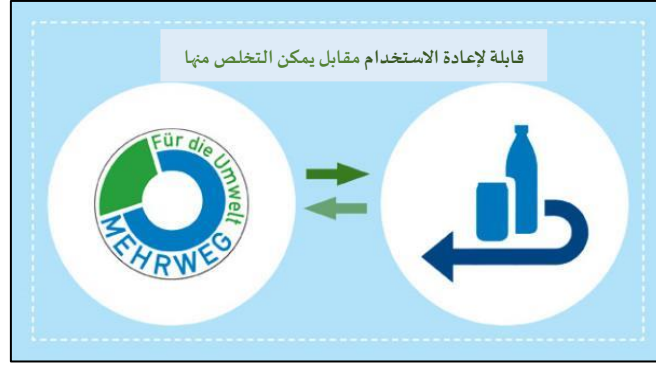 قابلة لإعادة الاستخدام مقابل يمكن التخلص منها
Für die Umwelt
MEHRWEG